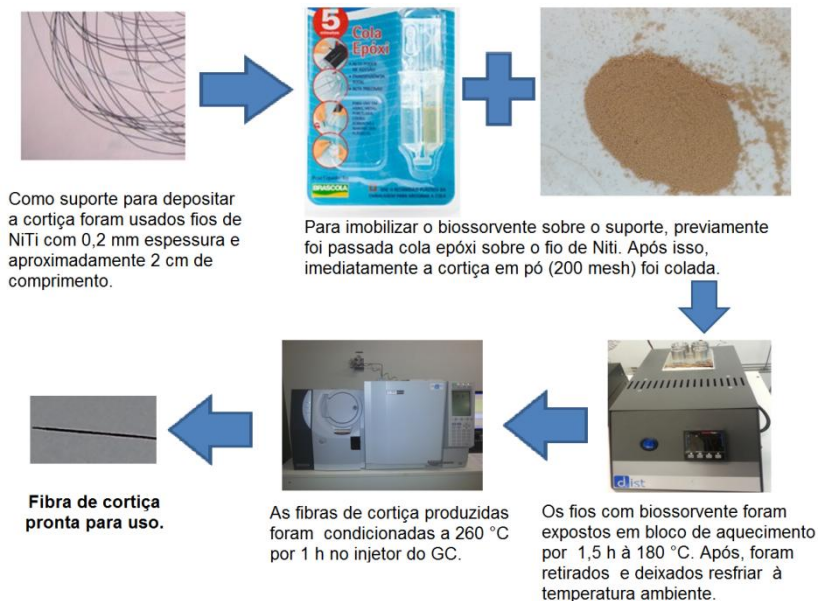 5
minutos
Cola
Epóxi
BRASCOLA
Como suporte para depositar
a cortiça foram usados fios de
NiTi com 0,2 mm espessura e
aproximadamente 2 cm de
comprimento.
Para imobilizar o biossorvente sobre o suporte, previamente
foi passada cola epóxi sobre o fio de Niti. Após isso,
imediatamente a cortiça em pó (200 mesh) foi colada.
dist
Fibra de cortiça
pronta para uso.
As fibras de cortiça produzidas
foram condicionadas a 260 °C
por 1 h no injetor do GC.
Os fios com biossorvente foram
expostos em bloco de aquecimento
por 1,5 h à 180 °C. Após, foram
retirados e deixados resfriar à
temperatura ambiente.